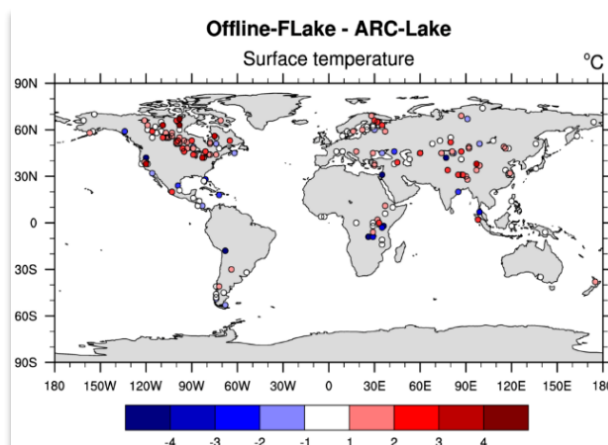 Offline-FLake - ARC-Lake
Surface temperature °C
90N
60N
30N
0
30S
60S
90S
180 150W 120W 90W 60W 30W 0 30E 60E 90E 120E 150E 180
-4 -3 -2 -1 1 2 3 4